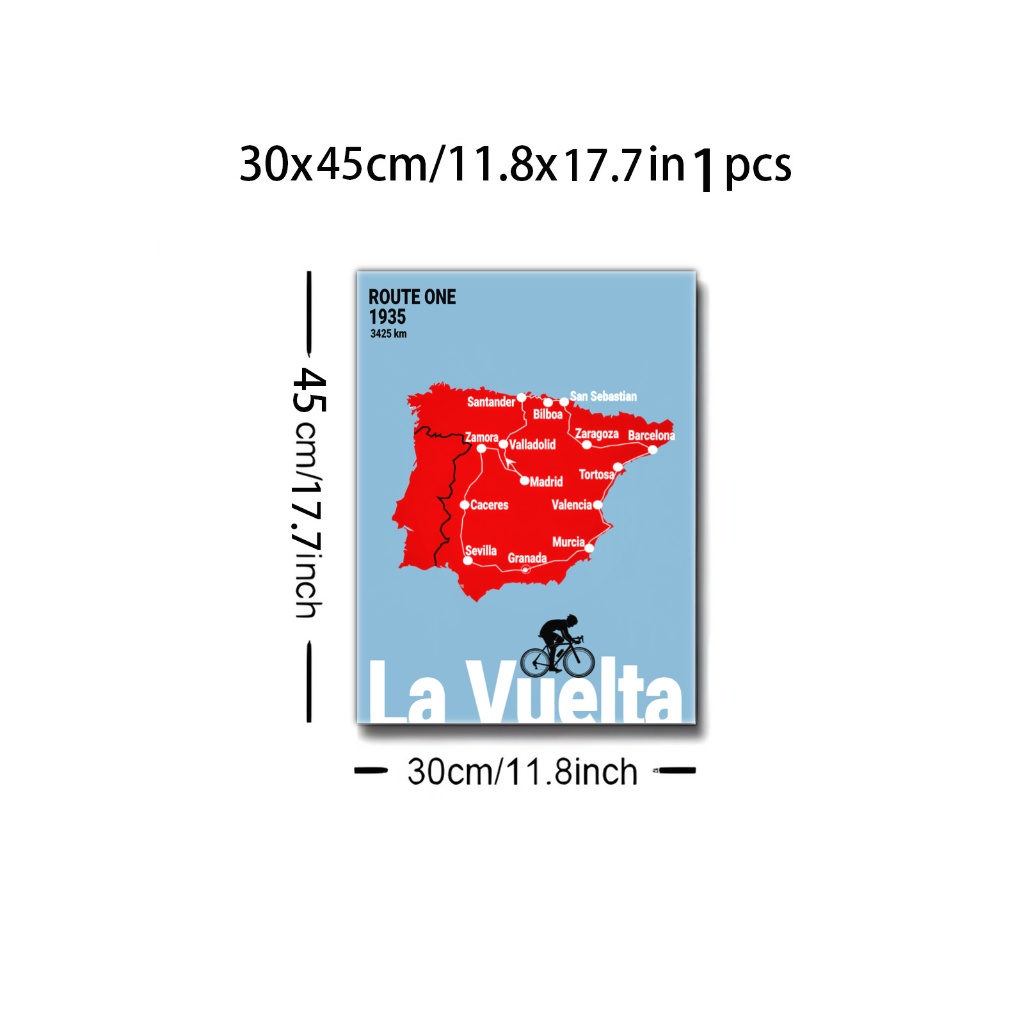 30x45cm/11.8x17.7in 1 pcs
ROUTE ONE
1935
3425 km
Santander
San Sebastian
Bilboa
Zamora
Valladolid
Zaragoza
Barcelona
Madrid
Tortosa
Caceres
Valencia
Murcia
Sevilla
Granada
La Vuelta
45 cm/17.7inch
30cm/11.8inch